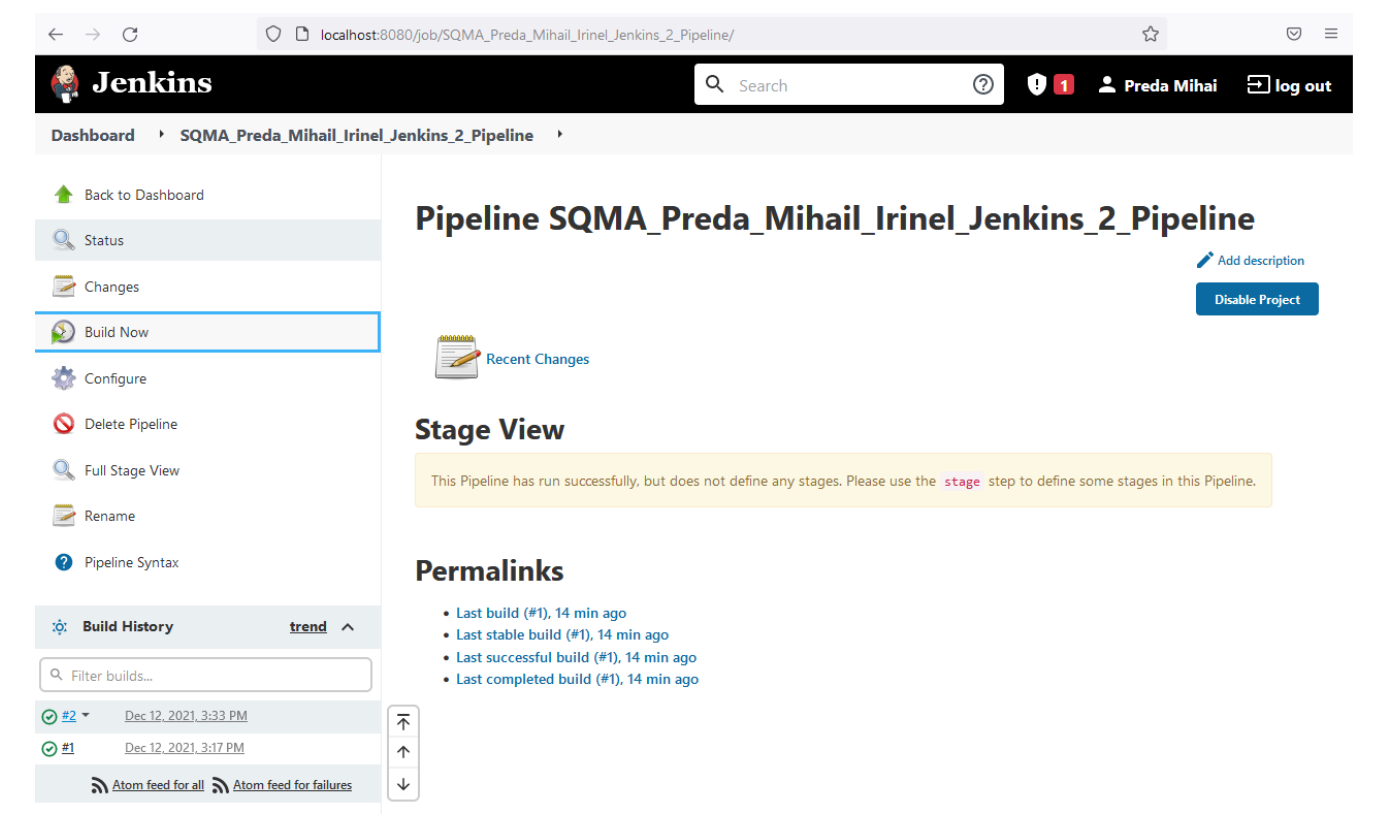 localhost:8080/job/SQMA_Preda_Mihail_Irinel_Jenkins_2_Pipeline/
Jenkins
Search
1
Preda Mihai
log out
Dashboard
SQMA_Preda_Mihail_Irinel_Jenkins_2_Pipeline
Back to Dashboard
Status
Changes
Build Now
Configure
Delete Pipeline
Full Stage View
Rename
Pipeline Syntax
Build History
trend
Filter builds...
#2 Dec 12, 2021, 3:33 PM
#1 Dec 12, 2021, 3:17 PM
Atom feed for all Atom feed for failures
Pipeline SQMA_Preda_Mihail_Irinel_Jenkins_2_Pipeline
Add description
Disable Project
Recent Changes
Stage View
This Pipeline has run successfully, but does not define any stages. Please use the stage step to define some stages in this Pipeline.
Permalinks
Last build (#1), 14 min ago
Last stable build (#1), 14 min ago
Last successful build (#1), 14 min ago
Last completed build (#1), 14 min ago